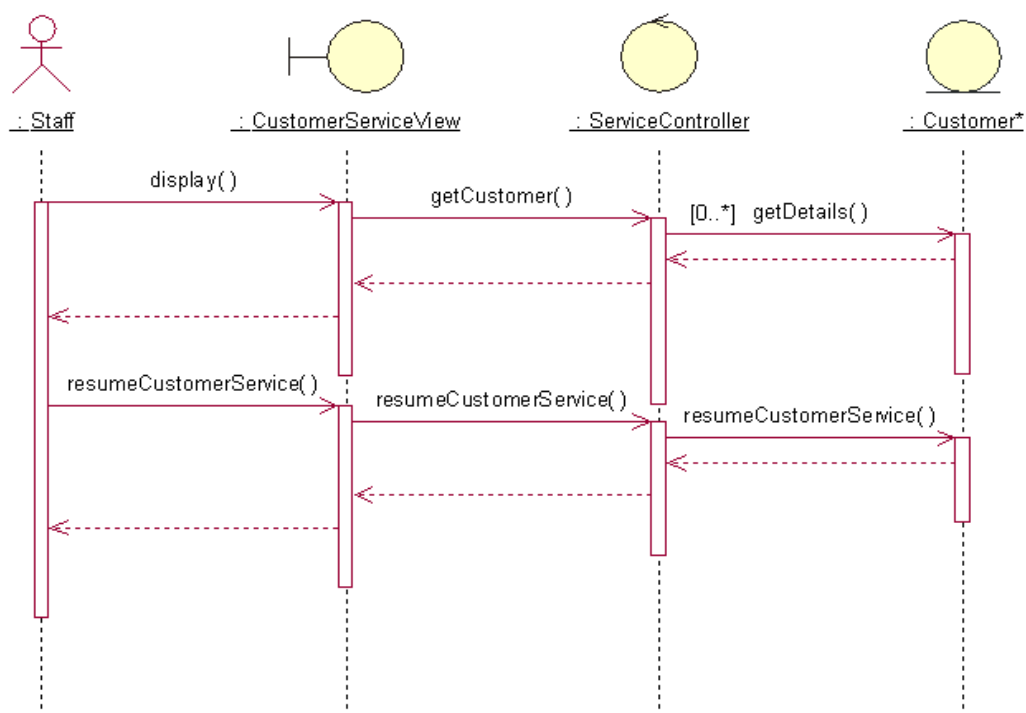 : Staff
: CustomerServiceView
: ServiceController
: Customer*
display( )
getCustomer( )
[0..*] getDetails( )
resumeCustomerService( )
resumeCustomerService( )
resumeCustomerService( )